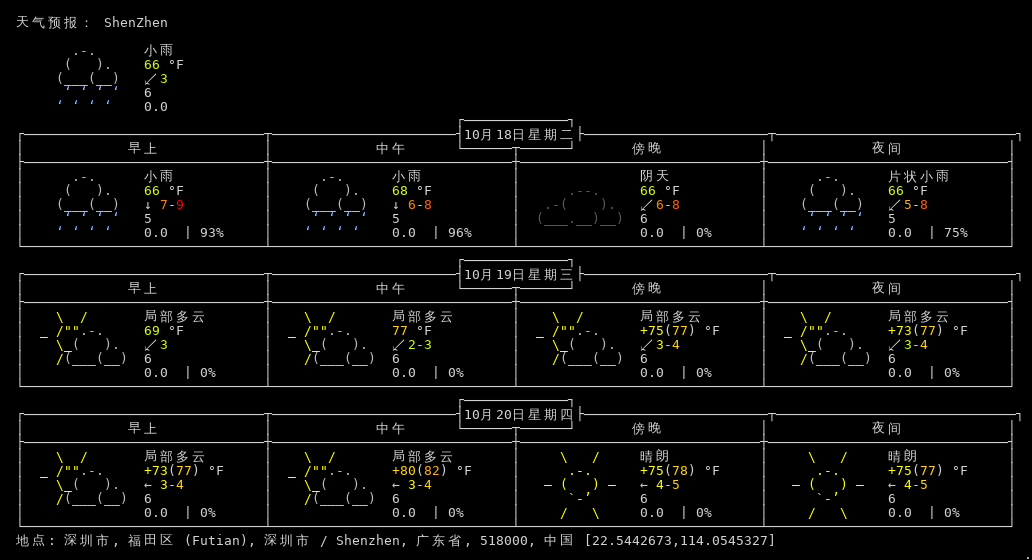 天气预报： ShenZhen
小雨
66 °F
↙3
6
0.0
10月18日星期二
早上 中午 傍晚 夜间
小雨 小雨 阴天 片状小雨
66 °F 68 °F 66 °F 66 °F
↓ 7-9 ↓ 6-8 ↙6-8 ↙5-8
5 5 6 5
0.0 | 93% 0.0 | 96% 0.0 | 0% 0.0 | 75%
10月19日星期三
早上 中午 傍晚 夜间
局部多云 局部多云 局部多云 局部多云
69 °F 77 °F +75(77) °F +73(77) °F
↙3 ↙2-3 ↙3-4 ↙3-4
6 6 6 6
0.0 | 0% 0.0 | 0% 0.0 | 0% 0.0 | 0%
10月20日星期四
早上 中午 傍晚 夜间
局部多云 局部多云 晴朗 晴朗
+73(77) °F +80(82) °F +75(78) °F +75(77) °F
← 3-4 ← 3-4 ← 4-5 ← 4-5
6 6 6 6
0.0 | 0% 0.0 | 0% 0.0 | 0% 0.0 | 0%
地点: 深圳市, 福田区 (Futian), 深圳市 / Shenzhen, 广东省, 518000, 中国 [22.5442673,114.0545327]